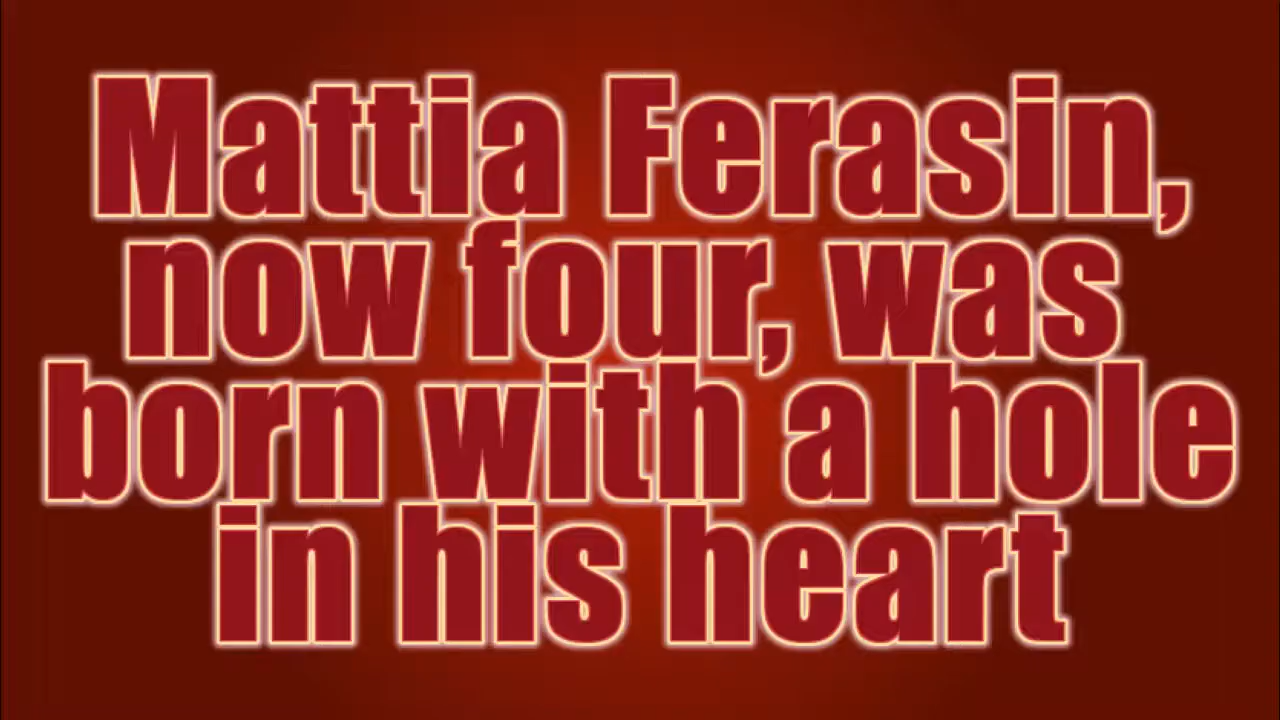 Mattia Ferasin,
now four, was
born with a hole
in his heart